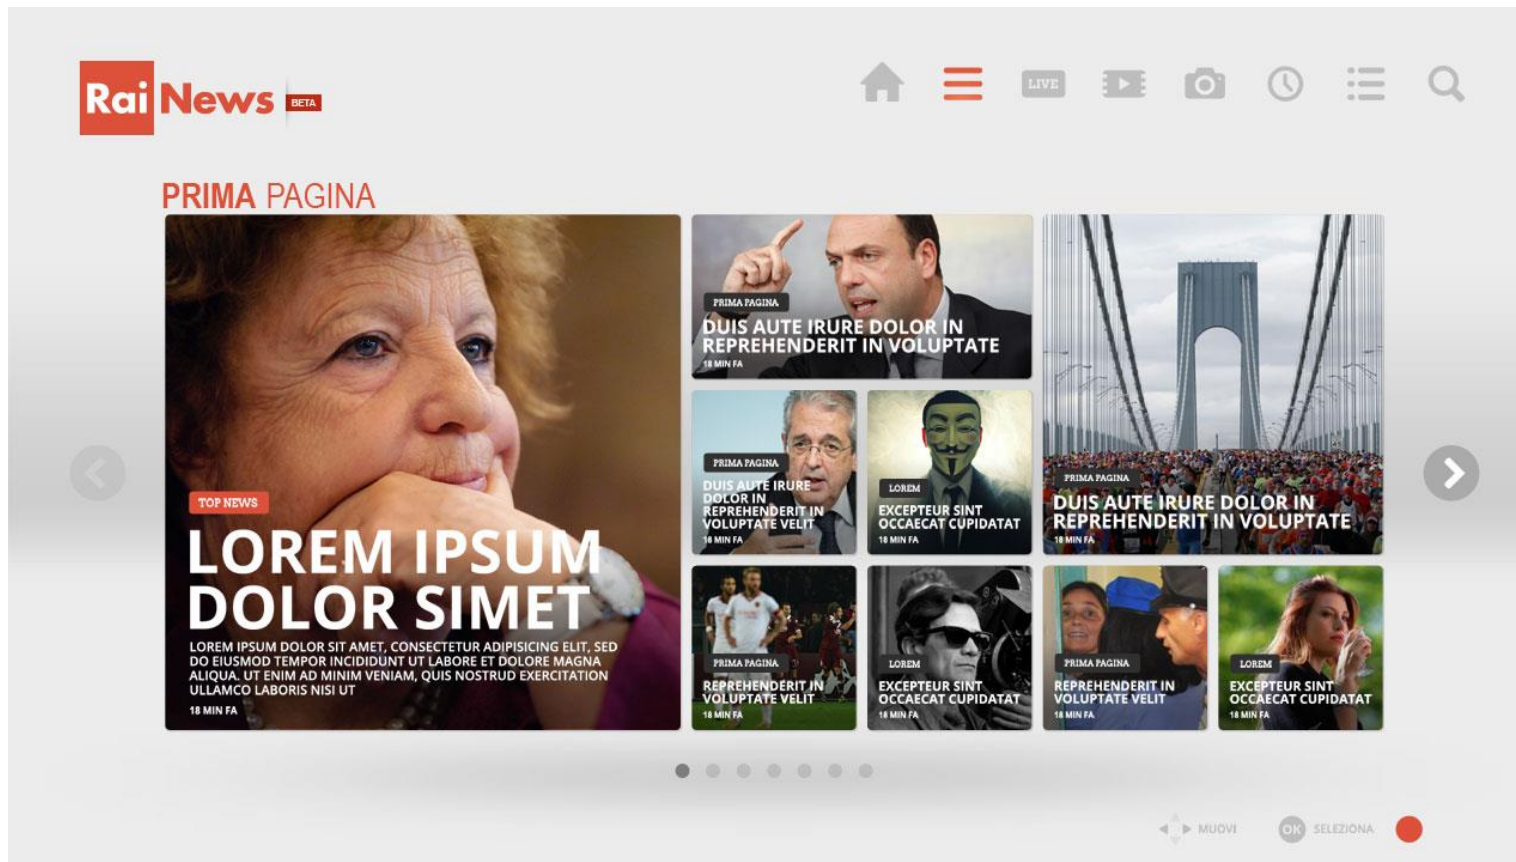 Rai News BETA
LIVE
PRIMA PAGINA
TOP NEWS
LOREM IPSUM
DOLOR SIMET
LOREM IPSUM DOLOR SIT AMET, CONSECTETUR ADIPISICING ELIT, SED
DO EIUSMOD TEMPOR INCIDIDUNT UT LABORE ET DOLORE MAGNA
ALIQUA. UT ENIM AD MINIM VENIAM, QUIS NOSTRUD EXERCITATION
ULLAMCO LABORIS NISI UT
18 MIN FA
PRIMA PAGINA
DUIS AUTE IRURE DOLOR IN
REPREHENDERIT IN VOLUPTATE
18 MIN FA
PRIMA PAGINA
DUIS AUTE IRURE
DOLOR IN
REPREHENDERIT IN
VOLUPTATE VELIT
18 MIN FA
LOREM
EXCEPTEUR SINT
OCCAECAT CUPIDATAT
18 MIN FA
PRIMA PAGINA
DUIS AUTE IRURE DOLOR IN
REPREHENDERIT IN VOLUPTATE
18 MIN FA
PRIMA PAGINA
REPREHENDERIT IN
VOLUPTATE VELIT
18 MIN FA
LOREM
EXCEPTEUR SINT
OCCAECAT CUPIDATAT
18 MIN FA
PRIMA PAGINA
REPREHENDERIT IN
VOLUPTATE VELIT
18 MIN FA
LOREM
EXCEPTEUR SINT
OCCAECAT CUPIDATAT
18 MIN FA
MUOVI OK SELEZIONA